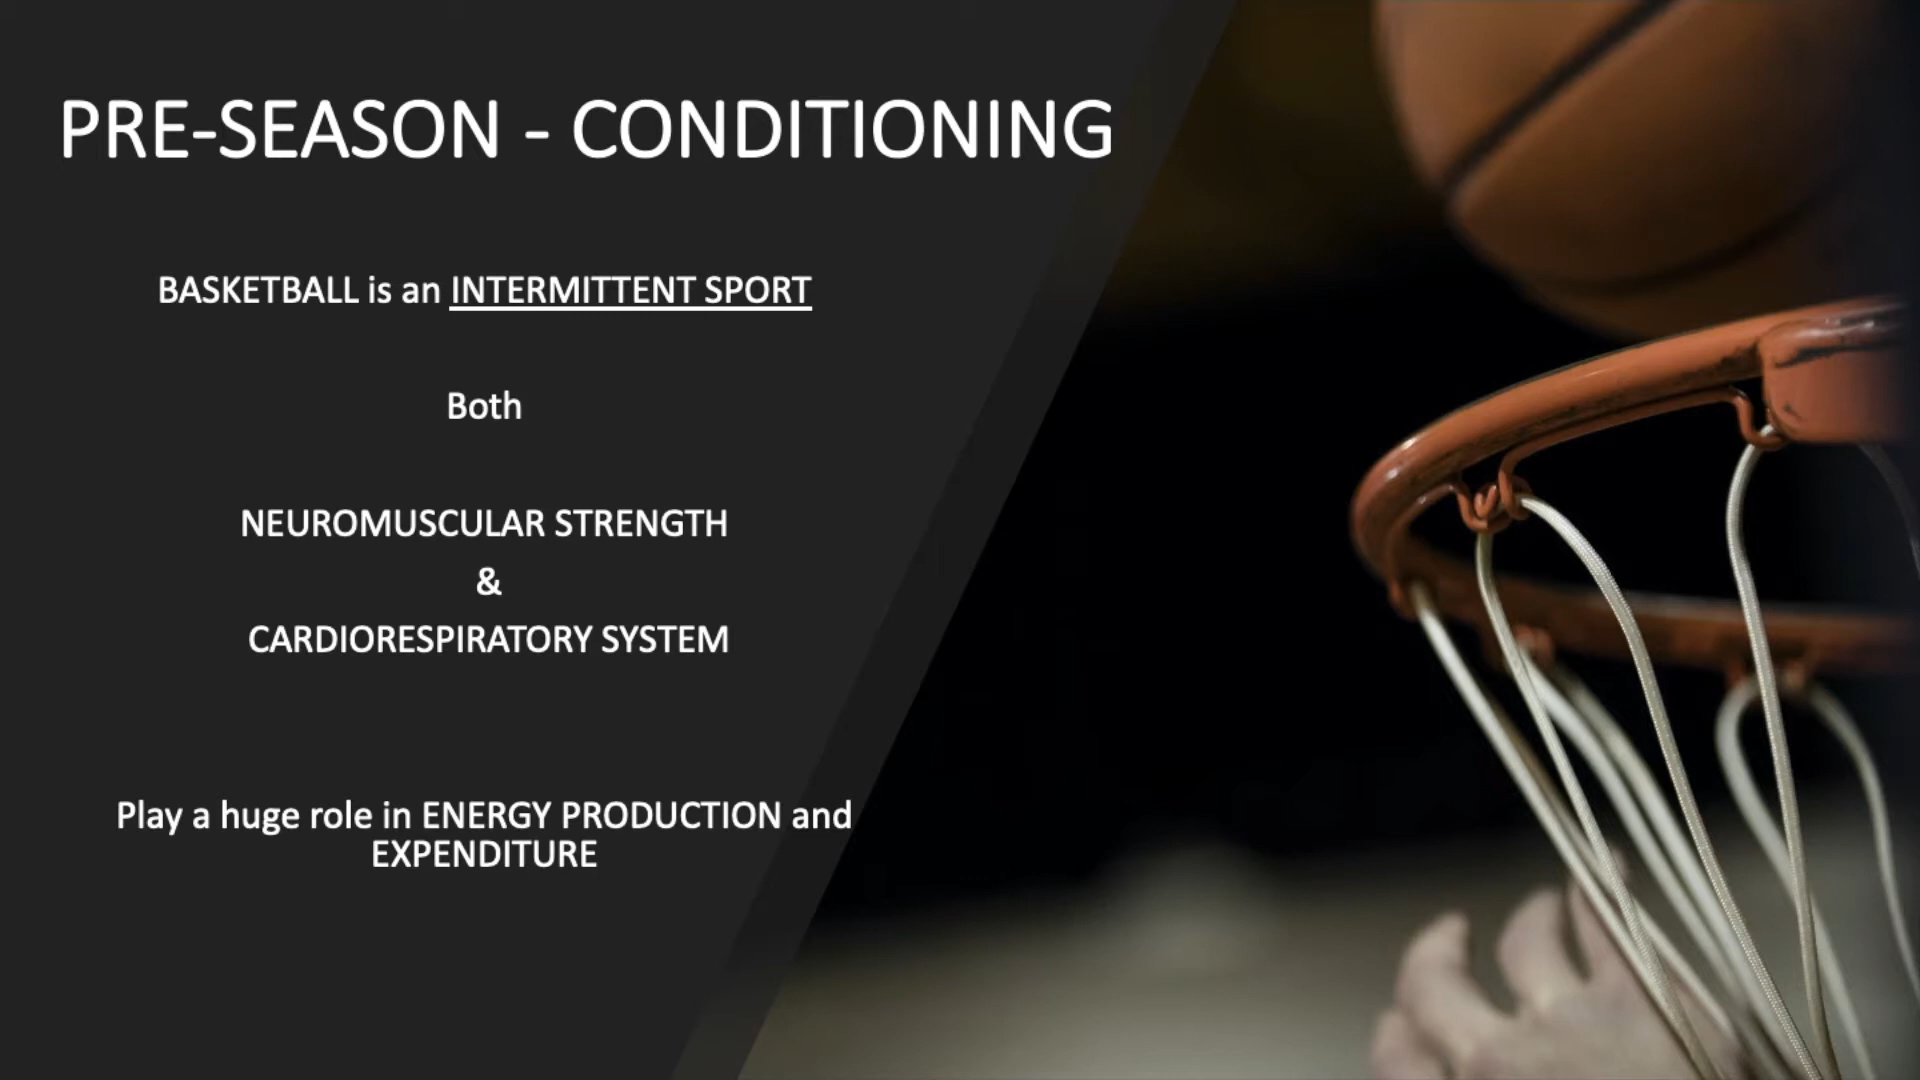 PRE-SEASON - CONDITIONING
BASKETBALL is an INTERMITTENT SPORT
Both
NEUROMUSCULAR STRENGTH
&
CARDIORESPIRATORY SYSTEM
Play a huge role in ENERGY PRODUCTION and
EXPENDITURE